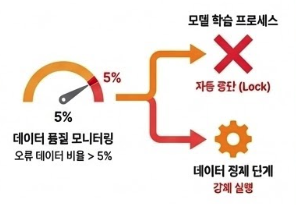 모델 학습 프로세스
5%
자동 중단 (Lock)
5%
데이터 품질 모니터링
오류 데이터 비율 > 5%
데이터 정제 단계
강제 실행